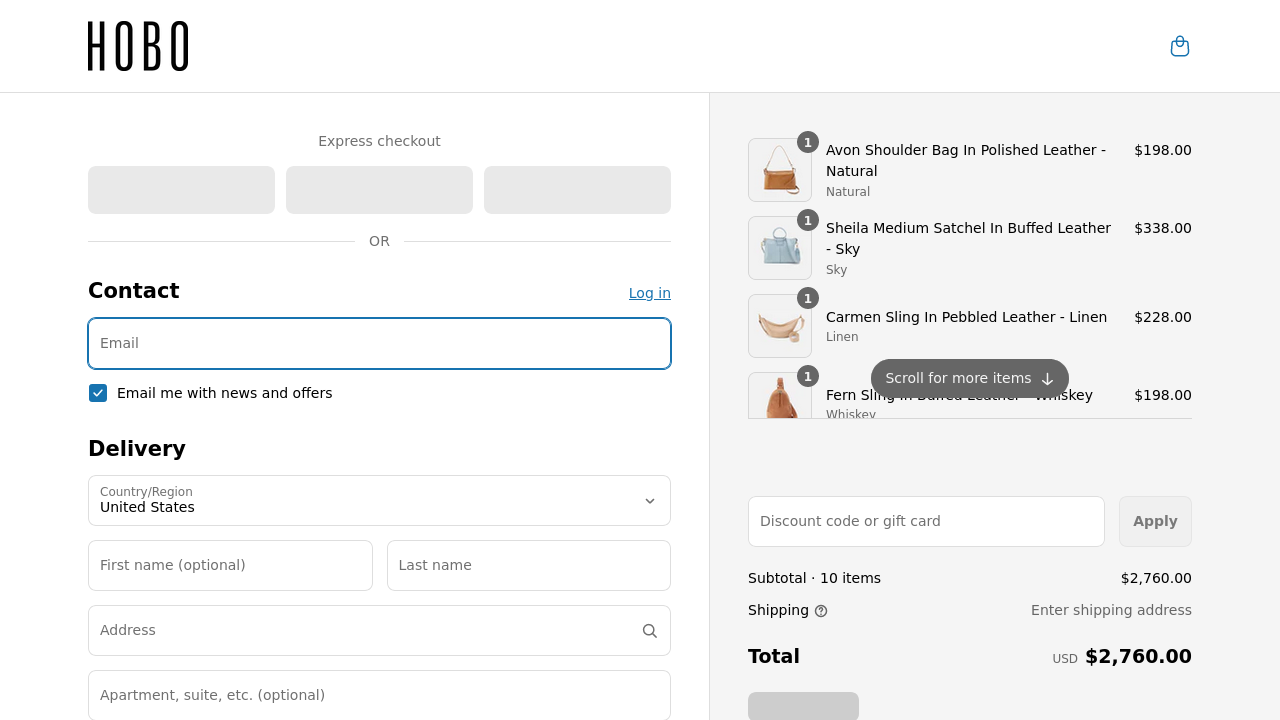 HOBO
Express checkout
OR
Contact
Log in
Email
Email me with news and offers
Delivery
Country/Region
United States
First name (optional)
Last name
Address
Apartment, suite, etc. (optional)
1
Avon Shoulder Bag In Polished Leather -
Natural
Natural
$198.00
1
Sheila Medium Satchel In Buffed Leather
- Sky
Sky
$338.00
1
Carmen Sling In Pebbled Leather - Linen
Linen
$228.00
Scroll for more items
1
Fern Sling In Buffed Leather - Whiskey
Whiskey
$198.00
Discount code or gift card
Apply
Subtotal · 10 items
$2,760.00
Shipping
Enter shipping address
Total
USD $2,760.00